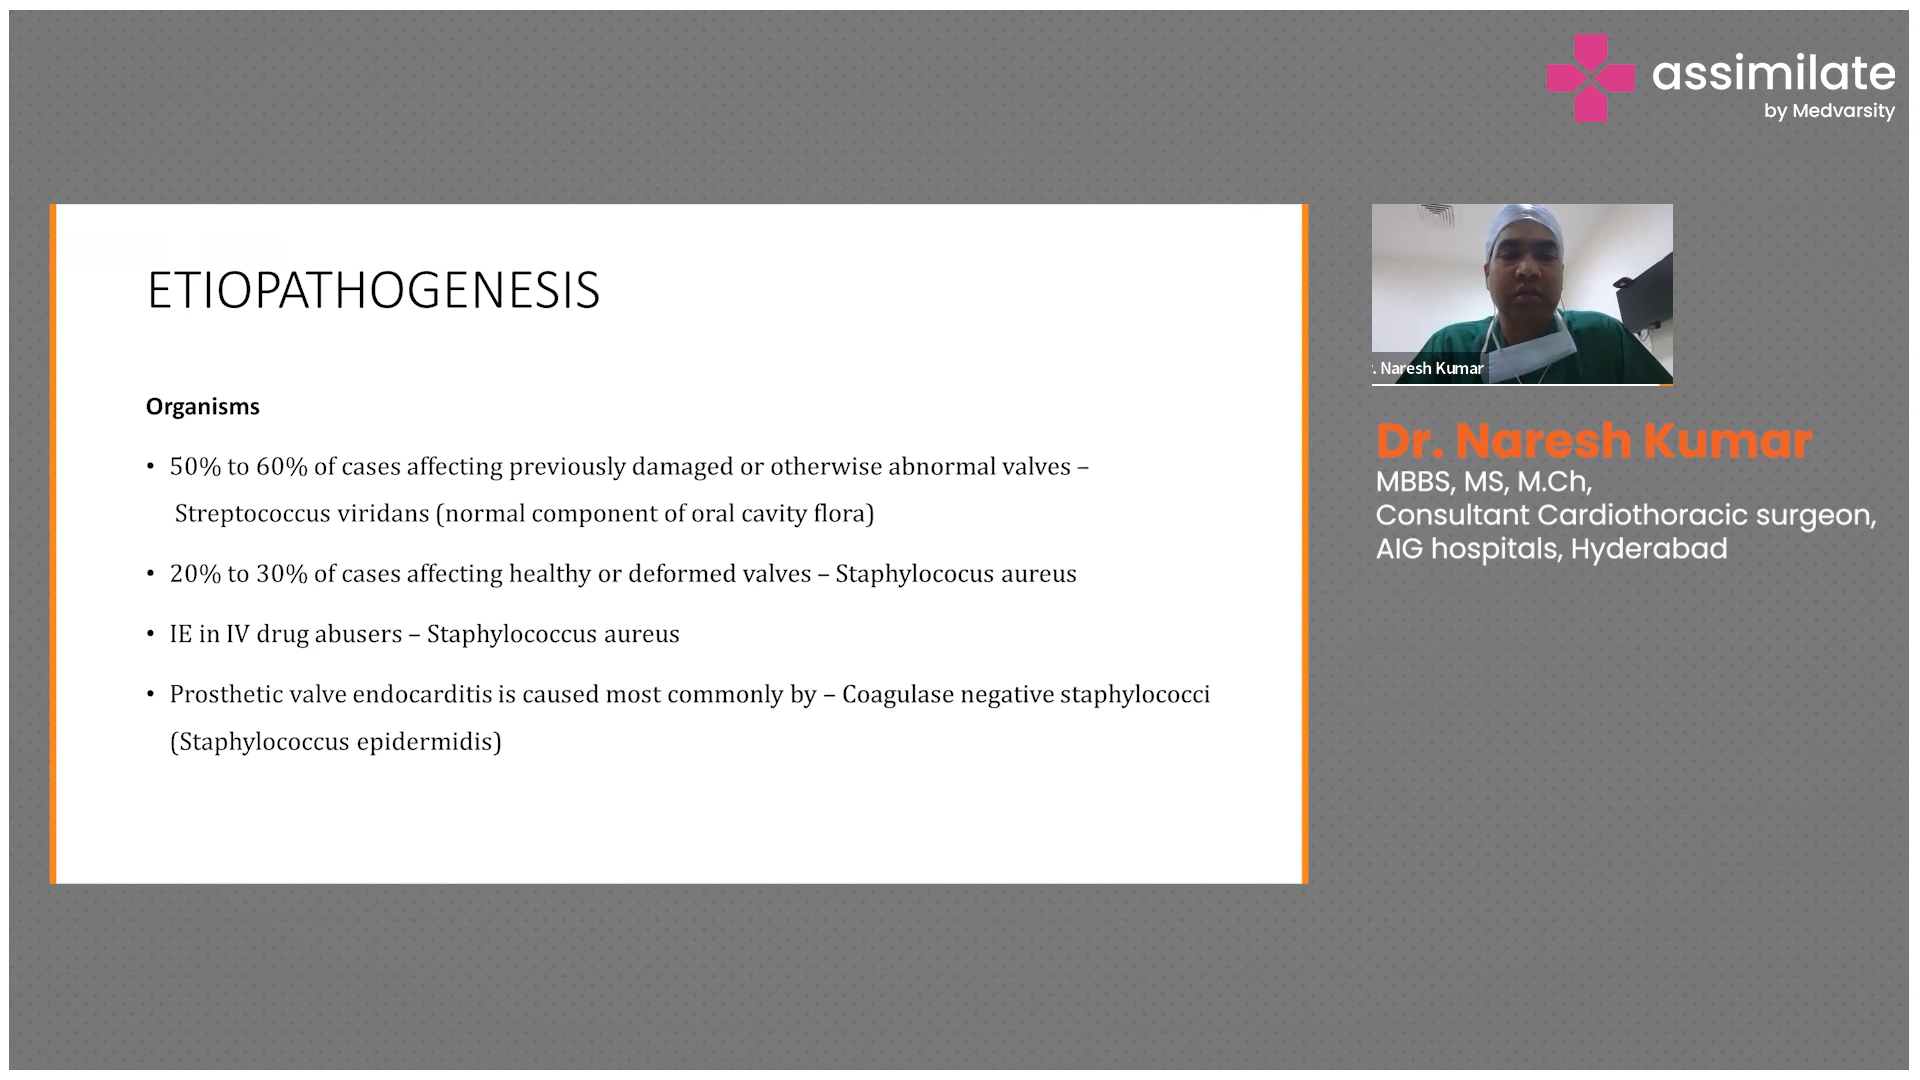 assimilate
by Medvarsity
ETIOPATHOGENESIS
Organisms
• 50% to 60% of cases affecting previously damaged or otherwise abnormal valves –
Streptococcus viridans (normal component of oral cavity flora)
• 20% to 30% of cases affecting healthy or deformed valves – Staphylococus aureus
• IE in IV drug abusers – Staphylococcus aureus
• Prosthetic valve endocarditis is caused most commonly by – Coagulase negative staphylococci
(Staphylococcus epidermidis)
. Naresh Kumar
Dr. Naresh Kumar
MBBS, MS, M.Ch,
Consultant Cardiothoracic surgeon,
AIG hospitals, Hyderabad